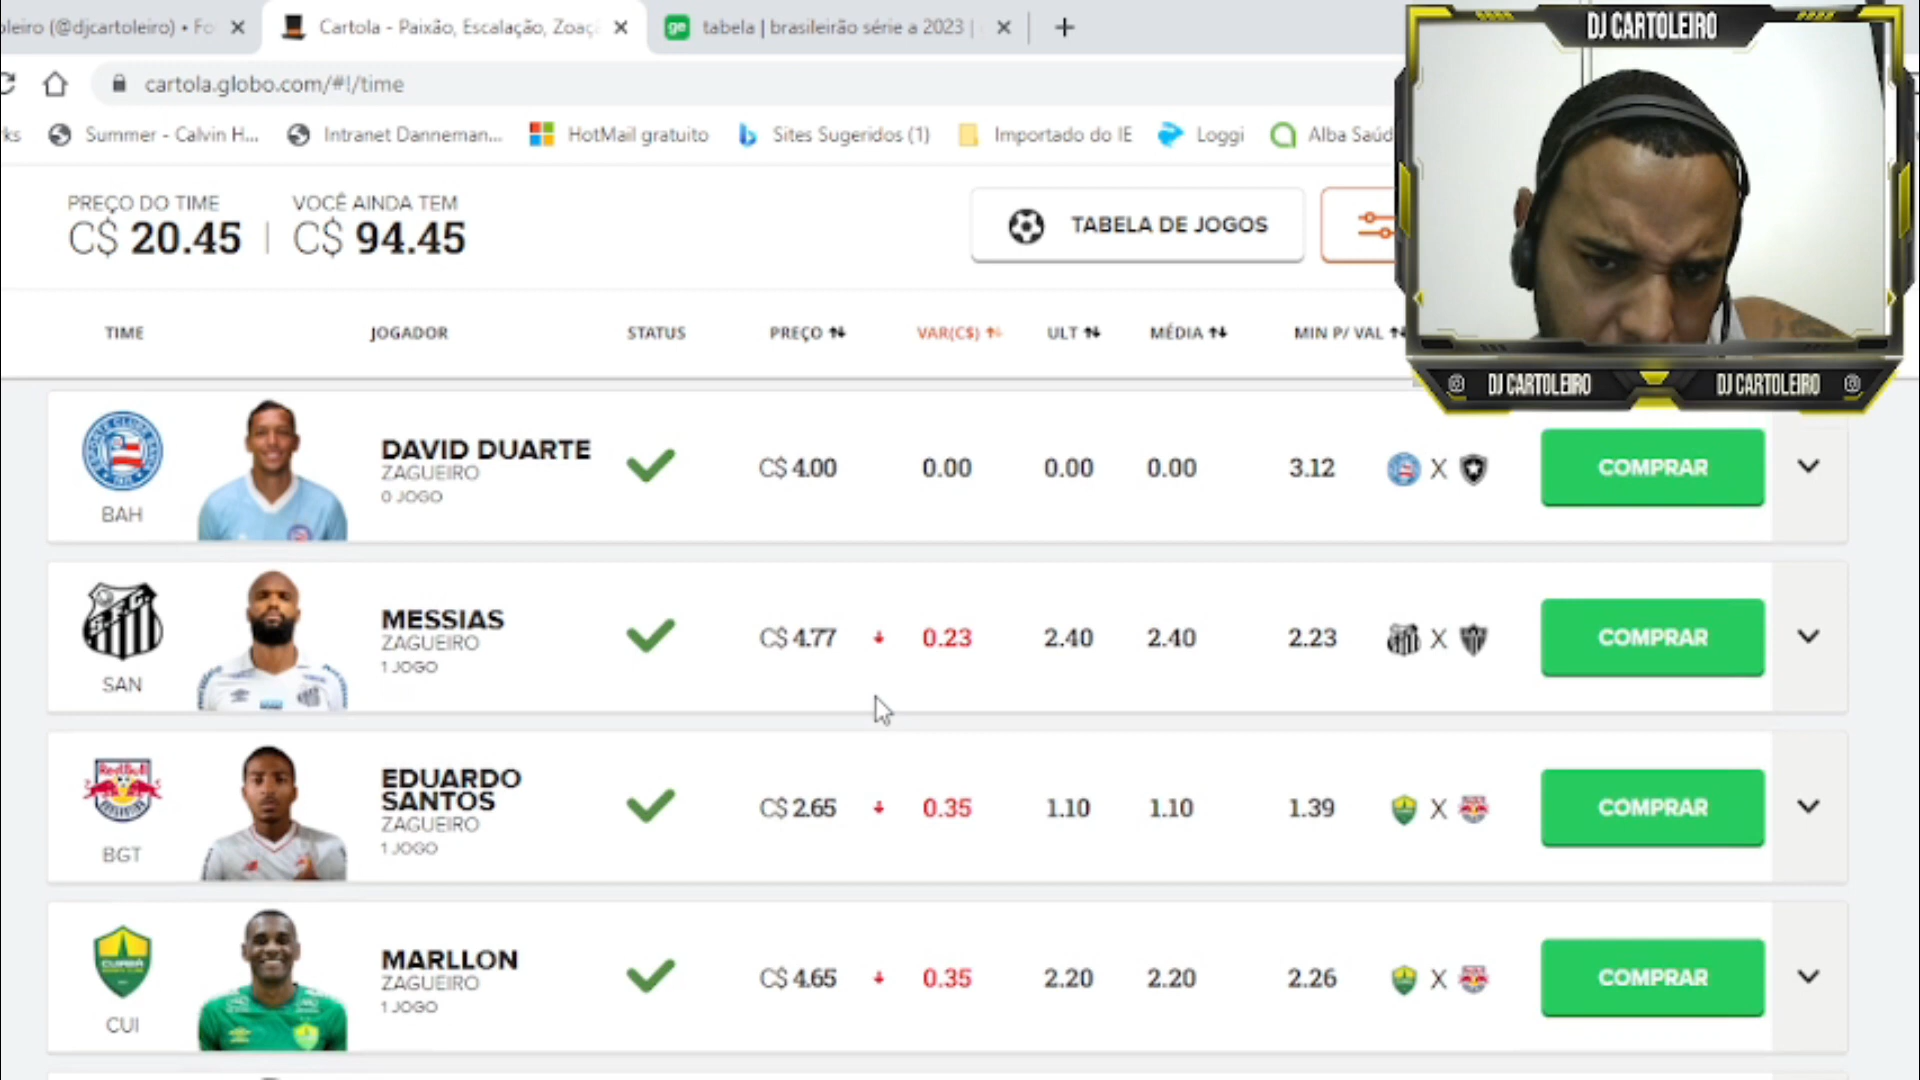 oleiro (@djcartoleiro) • Fo
Cartola - Paixão, Escalação, Zoaç
ge
tabela | brasileirão série a 2023 |
cartola.globo.com/#!/time
ks
Summer - Calvin H...
Intranet Danneman...
HotMail gratuito
Sites Sugeridos (1)
Importado do IE
Loggi
Alba Saúd
DJ CARTOLEIRO
DJ CARTOLEIRO
DJ CARTOLEIRO
PREÇO DO TIME
C$ 20.45
VOCÊ AINDA TEM
C$ 94.45
TABELA DE JOGOS
TIME JOGADOR STATUS PREÇO VAR(C$) ULT MÉDIA MIN P/ VAL
BAH
DAVID DUARTE
ZAGUEIRO
0 JOGO
C$ 4.00 0.00 0.00 0.00 3.12 X COMPRAR
SAN
MESSIAS
ZAGUEIRO
1 JOGO
C$ 4.77 0.23 2.40 2.40 2.23 X COMPRAR
RedBull
BGT
EDUARDO
SANTOS
ZAGUEIRO
1 JOGO
C$ 2.65 0.35 1.10 1.10 1.39 X COMPRAR
CUIABÁ
CUI
MARLLON
ZAGUEIRO
1 JOGO
C$ 4.65 0.35 2.20 2.20 2.26 X COMPRAR